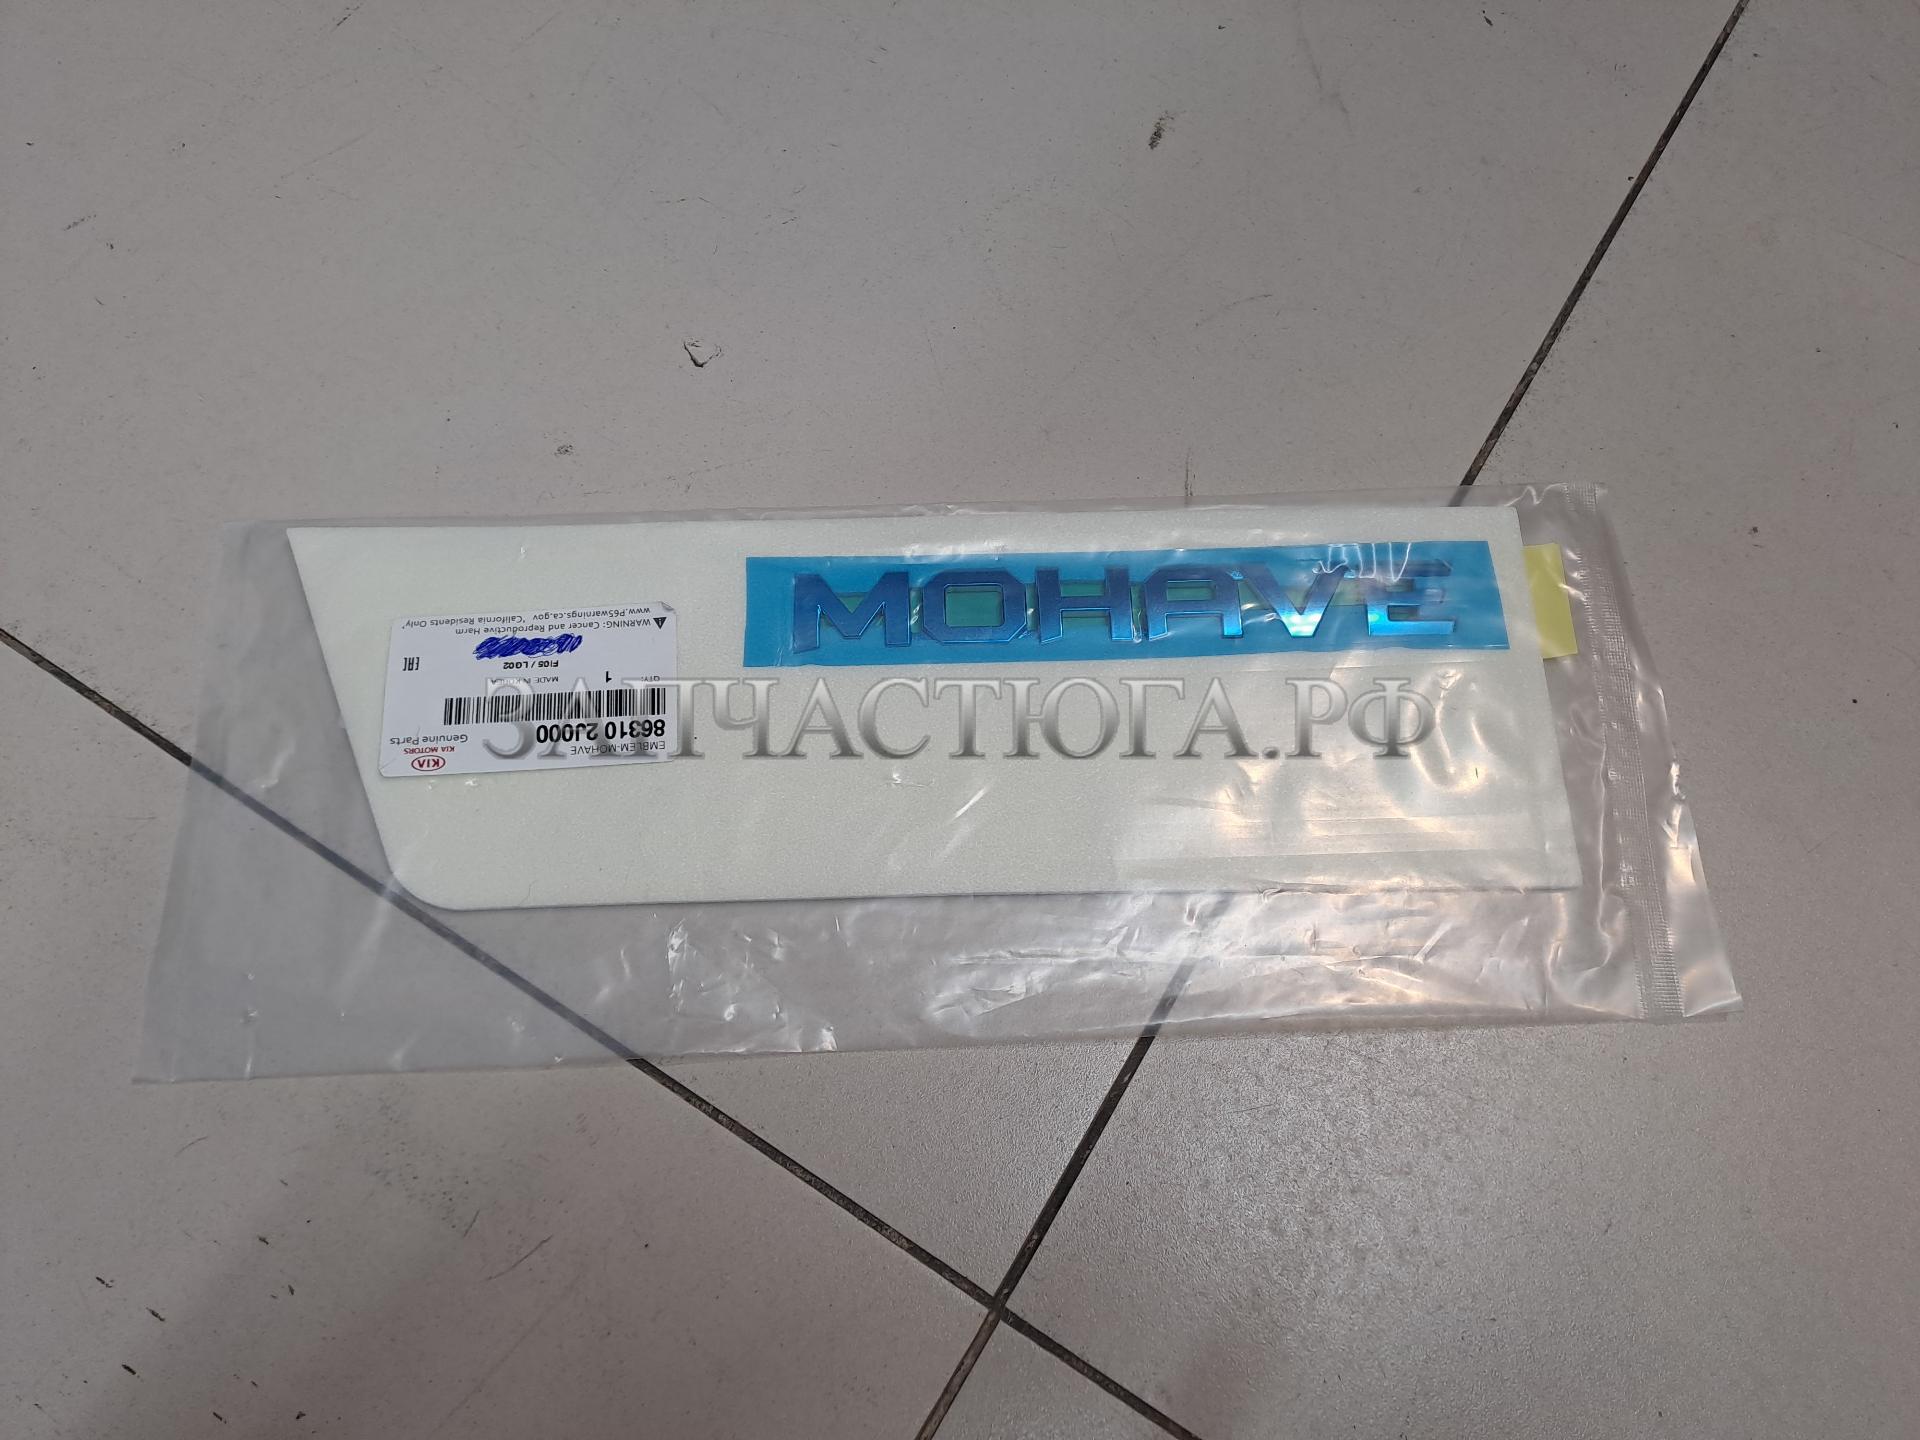 MOHAVE
EMBLEM-MOHAVE
86310 2J000
KIA
KIA MOTORS
Genuine Parts
QTY: 1 MADE IN KOREA
FI05 / LG02
EAC
WARNING: Cancer and Reproductive Harm
www.P65warnings.ca.gov "California Residents Only"
ЗАПЧАСТЮГА.РФ